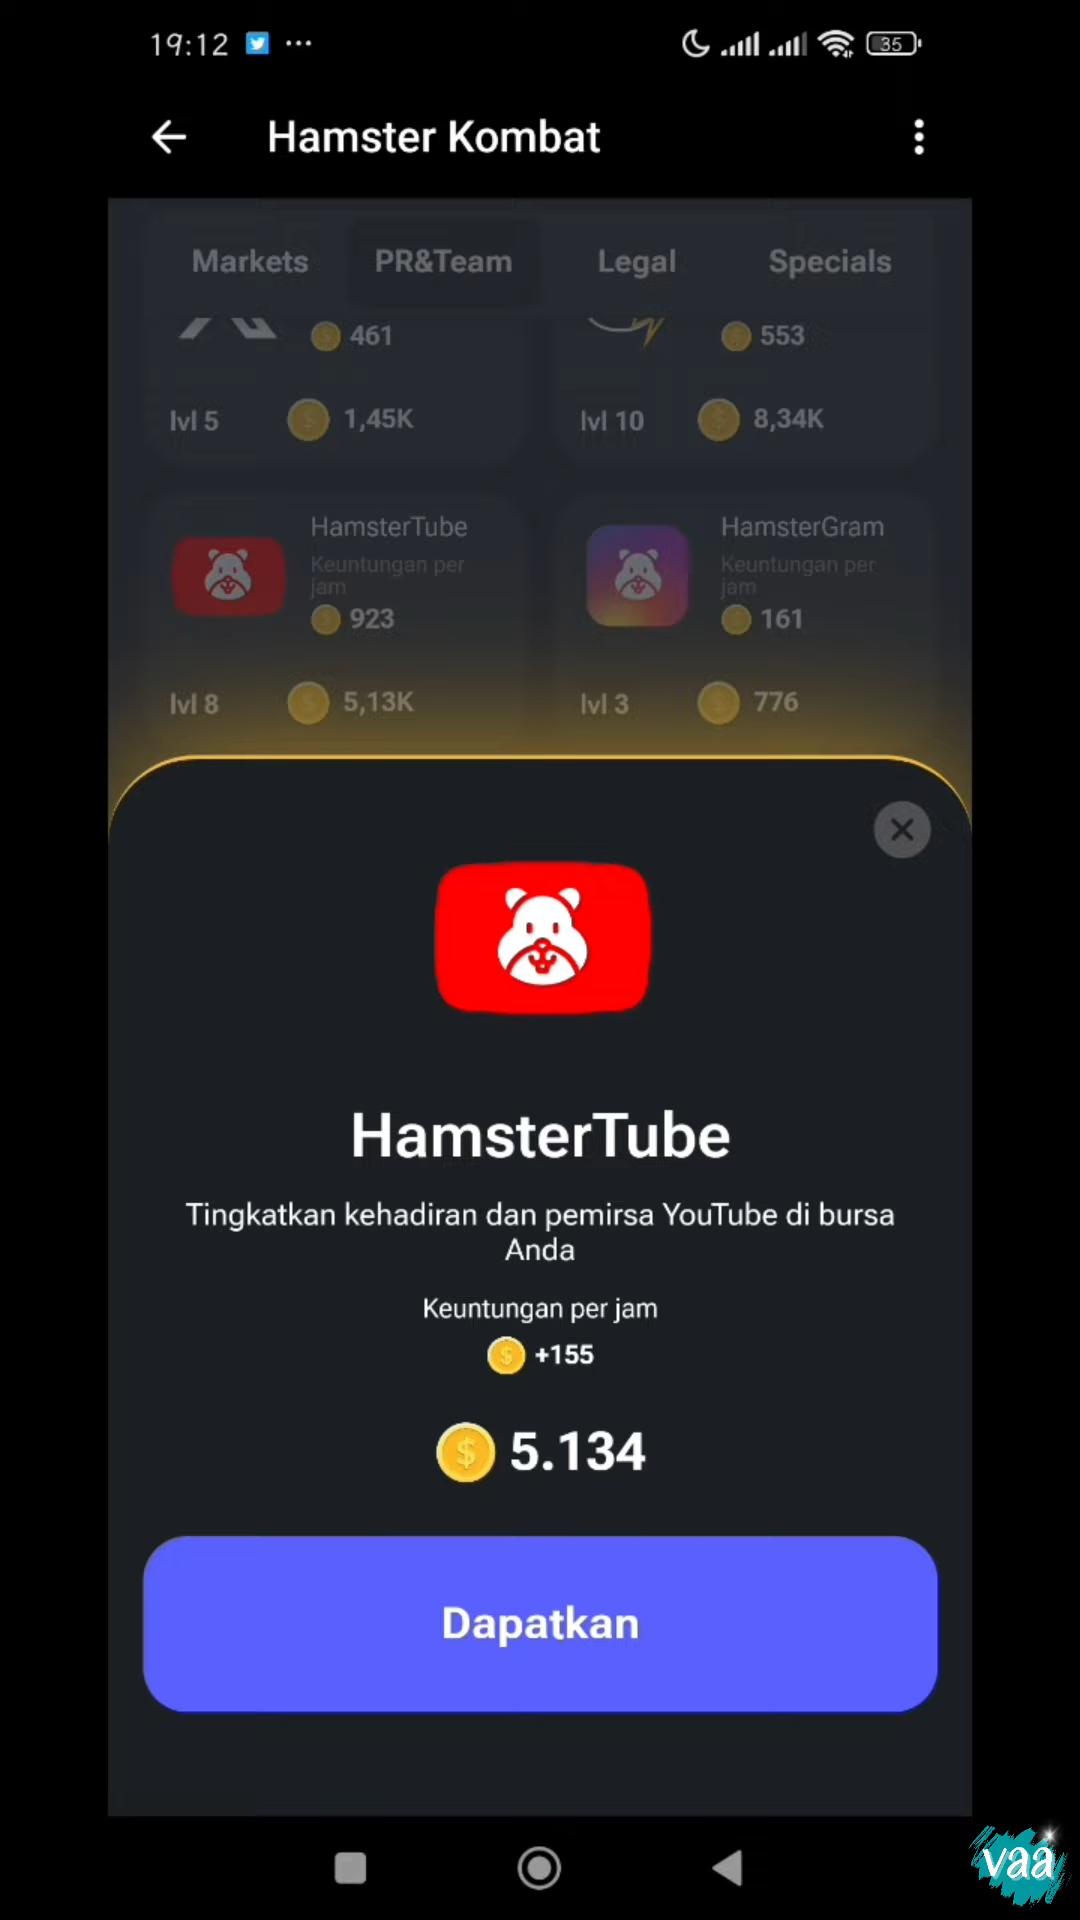 19:12
35
Hamster Kombat
Markets PR&Team Legal Specials
461 553
lvl 5 1,45K lvl 10 8,34K
HamsterTube HamsterGram
Keuntungan per Keuntungan per
jam jam
923 161
lvl 8 5,13K lvl 3 776
HamsterTube
Tingkatkan kehadiran dan pemirsa YouTube di bursa
Anda
Keuntungan per jam
+155
5.134
Dapatkan
vaa